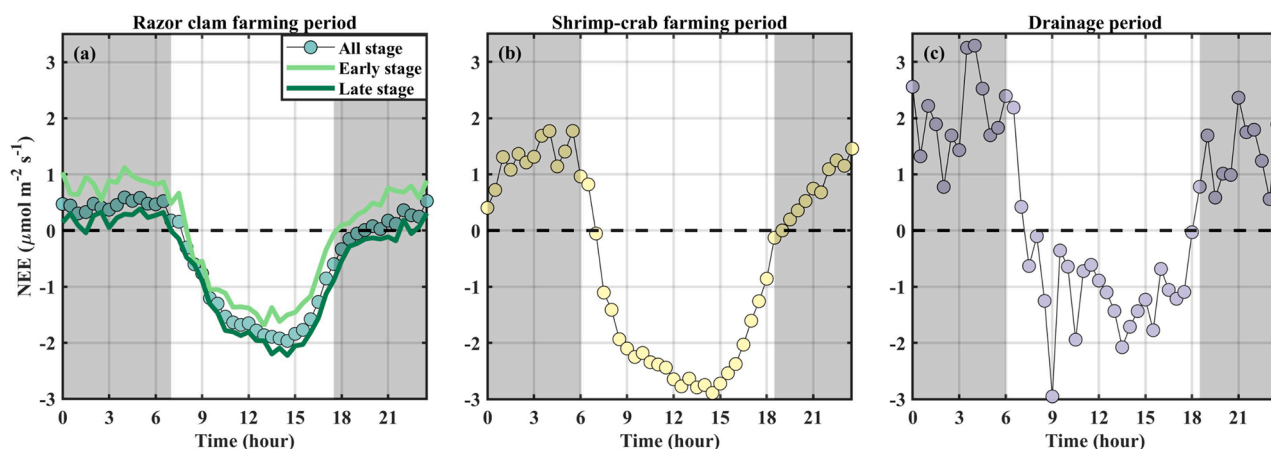 Razor clam farming period
Shrimp-crab farming period
Drainage period
(a)
All stage
Early stage
Late stage
(b)
(c)
NEE (μmol m⁻² s⁻¹)
3
2
1
0
-1
-2
-3
0 3 6 9 12 15 18 21
Time (hour)
3
2
1
0
-1
-2
-3
0 3 6 9 12 15 18 21
Time (hour)
3
2
1
0
-1
-2
-3
0 3 6 9 12 15 18 21
Time (hour)